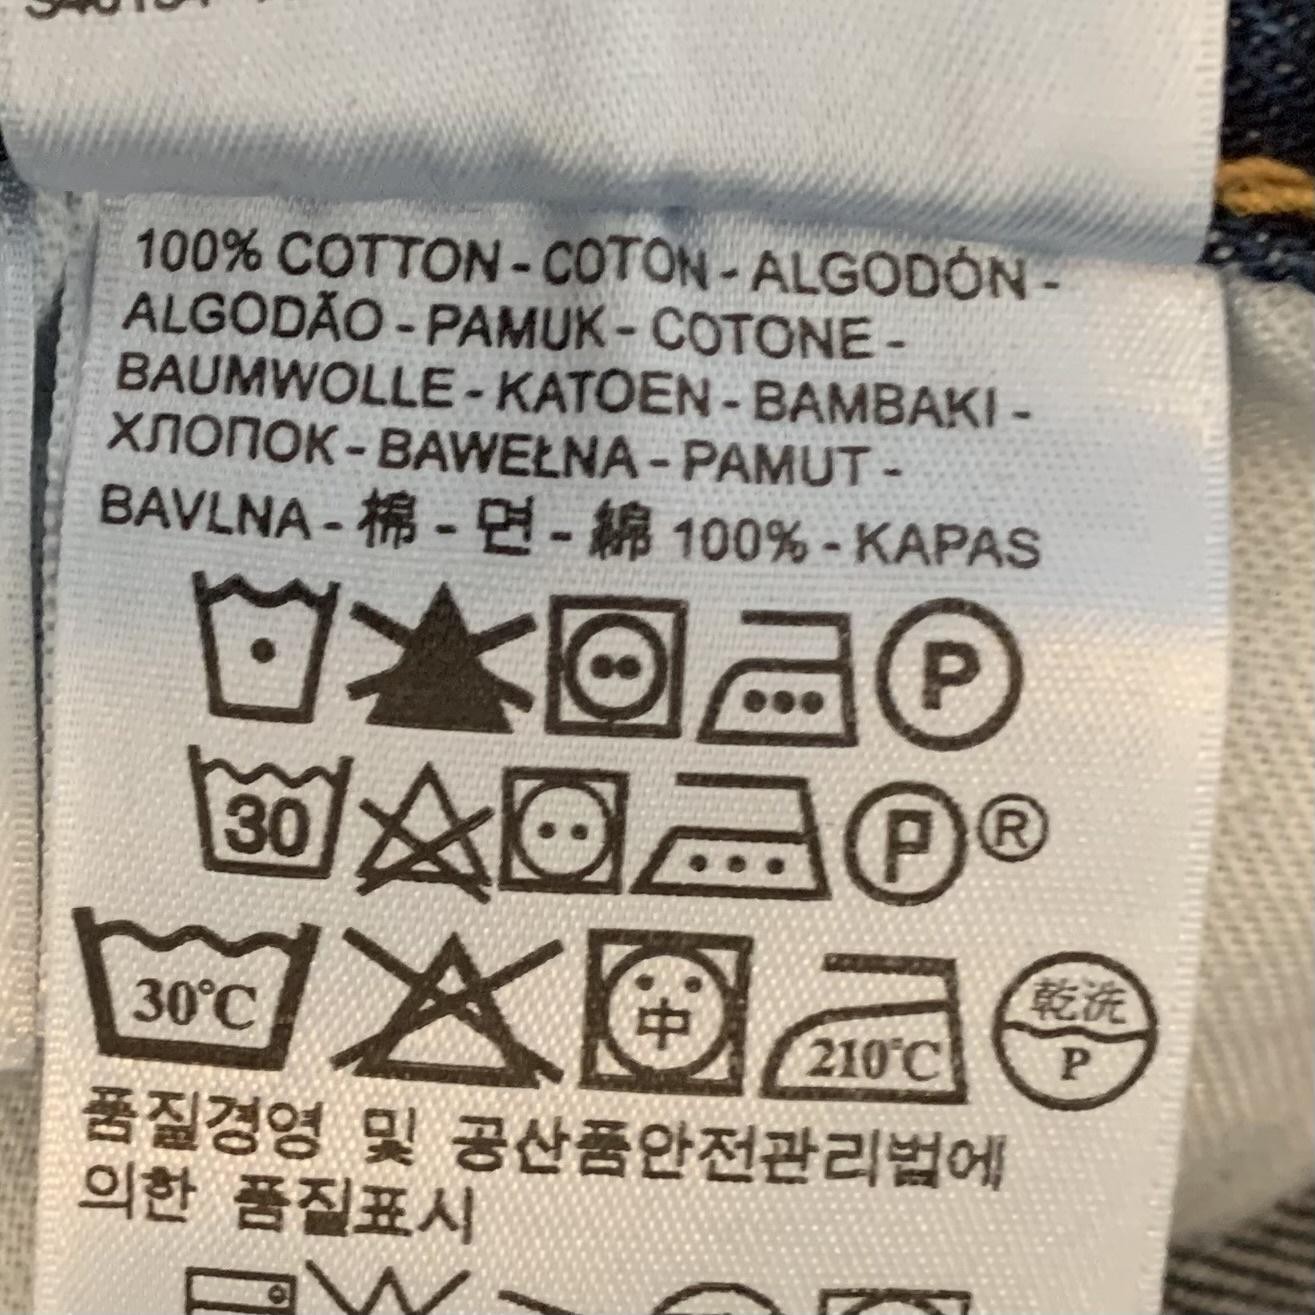 100% COTTON - COTON - ALGODÓN -
ALGODÃO - PAMUK - COTONE -
BAUMWOLLE - KATOEN - BAMBAKI -
ХЛОПОК - BAWEŁNA - PAMUT -
BAVLNA - 棉 - 면 - 綿 100% - KAPAS
P
30 P ®
30°C 中 210°C 乾洗 P
품질경영 및 공산품안전관리법에
의한 품질표시